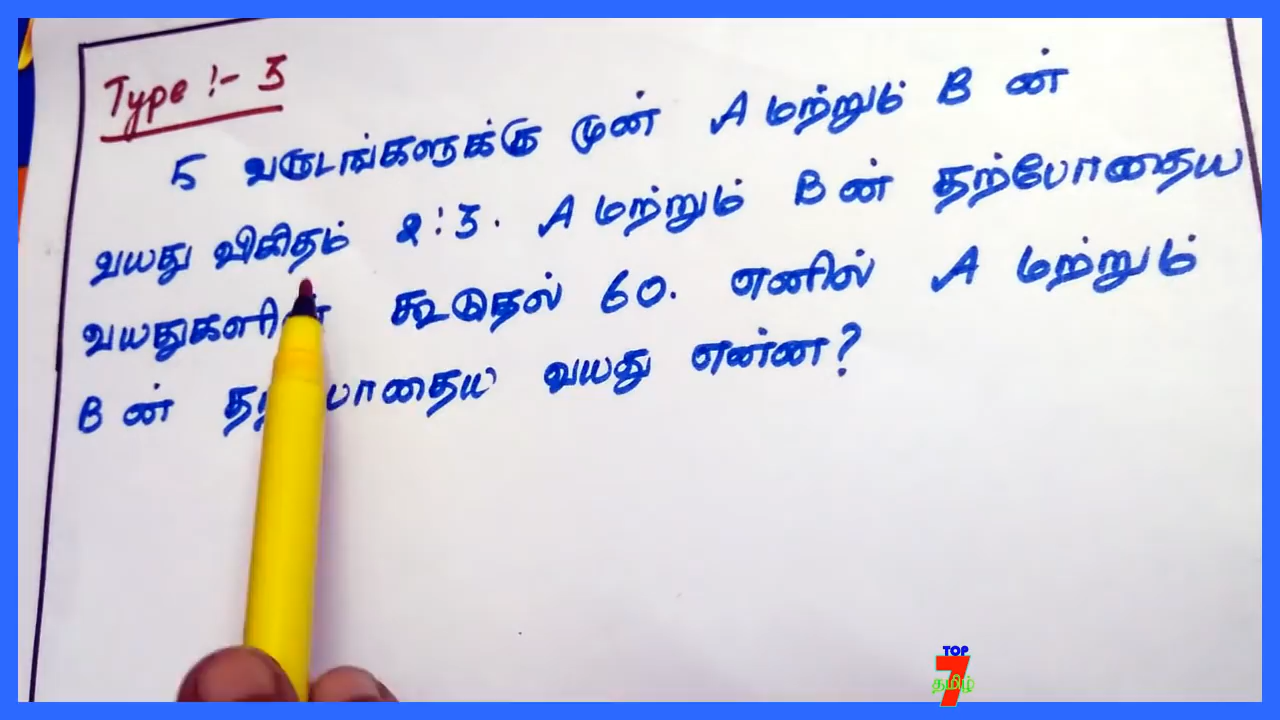 Type :- 3
5 வருடங்களுக்கு முன் A மற்றும் B ன்
வயது விகிதம் 2:3. A மற்றும் B ன் தற்போதைய
வயதுகளின் கூடுதல் 60. எனில் A மற்றும்
B ன் தற்போதைய வயது என்ன?
TOP
7
தமிழ்